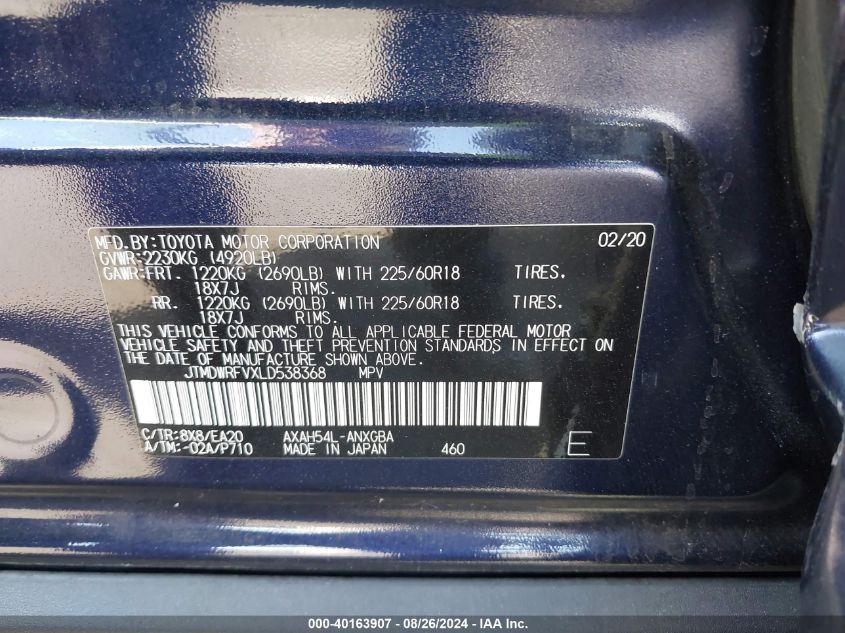 MFD.BY:TOYOTA MOTOR CORPORATION 02/20
GVWR:2230KG (4920LB)
GAWR:FRT. 1220KG (2690LB) WITH 225/60R18 TIRES.
18X7J RIMS.
RR. 1220KG (2690LB) WITH 225/60R18 TIRES.
18X7J RIMS.
THIS VEHICLE CONFORMS TO ALL APPLICABLE FEDERAL MOTOR
VEHICLE SAFETY AND THEFT PREVENTION STANDARDS IN EFFECT ON
THE DATE OF MANUFACTURE SHOWN ABOVE.
JTMDWRFVXLD538368 MPV
C/TR:8X8/EA20 AXAH54L-ANXGBA
A/TM:-02A/P710 MADE IN JAPAN 460 E
000-40163907 - 08/26/2024 - Copyright © 2024 - IAA Inc.